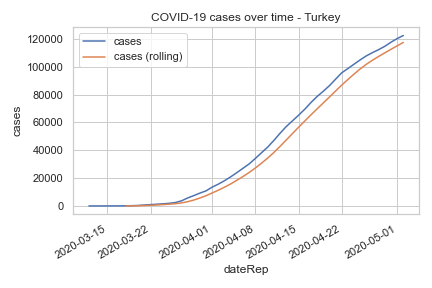 COVID-19 cases over time - Turkey
cases
cases (rolling)
120000
100000
80000
60000
40000
20000
0
cases
2020-03-15
2020-03-22
2020-04-01
2020-04-08
2020-04-15
2020-04-22
2020-05-01
dateRep